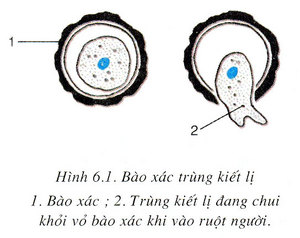 1
2
Hình 6.1. Bào xác trùng kiết lị
1. Bào xác ; 2. Trùng kiết lị đang chui
khỏi vỏ bào xác khi vào ruột người.